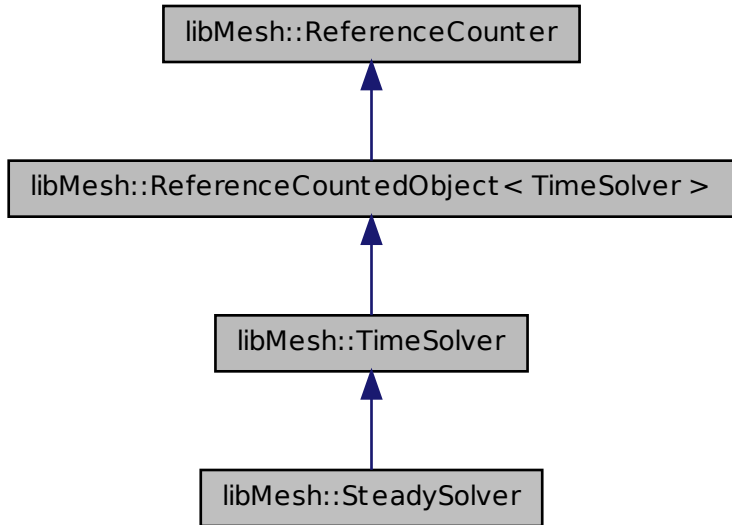 libMesh::ReferenceCounter
libMesh::ReferenceCountedObject< TimeSolver >
libMesh::TimeSolver
libMesh::SteadySolver